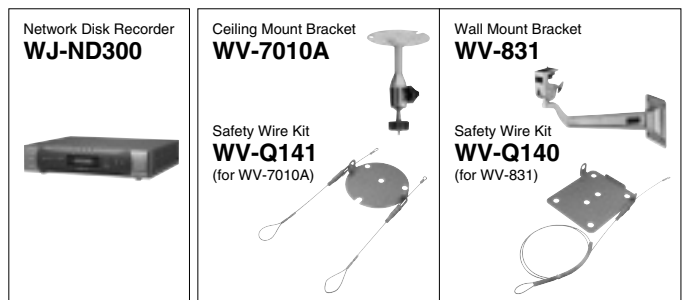 Network Disk Recorder
WJ-ND300
Ceiling Mount Bracket
WV-7010A
Safety Wire Kit
WV-Q141
(for WV-7010A)
Wall Mount Bracket
WV-831
Safety Wire Kit
WV-Q140
(for WV-831)